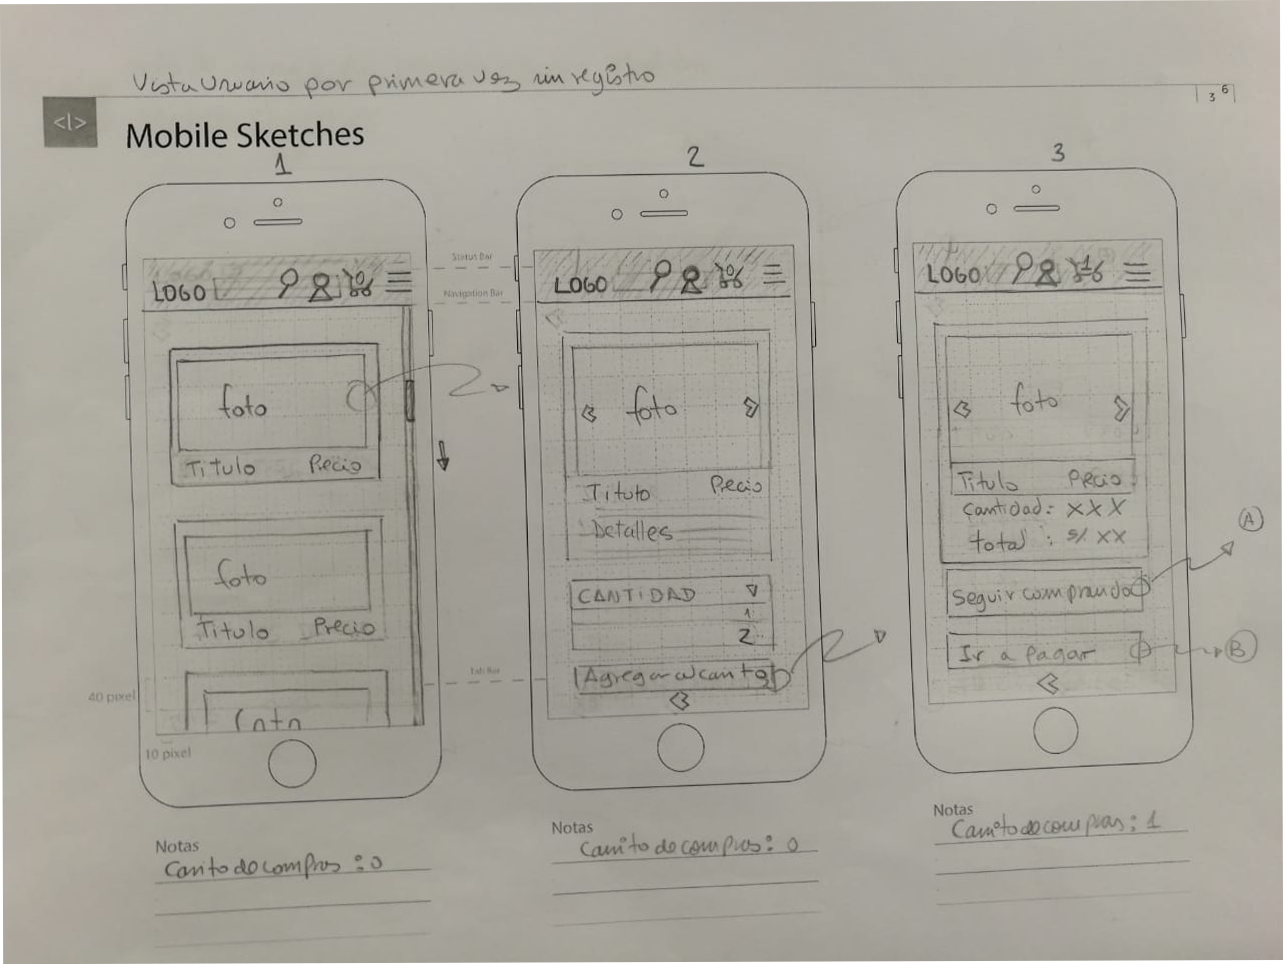 Vista Usuario por primera vez sin registro
3 6
<|>
Mobile Sketches
1
LOGO
0
foto
Titulo Precio
foto
Titulo Precio
foto
40 pixel
10 pixel
Notas
Carrito de compras : 0
Status Bar
Navigation Bar
Tab Bar
2
LOGO
0
foto
Titulo Precio
Detalles
CANTIDAD
1
2
Agregar al carrito
Notas
Carrito de compras : 0
3
LOGO
1
foto
Titulo Precio
Cantidad : XXX
total : s/. XX
Seguir comprando
A
Ir a pagar
B
Notas
Carrito de compras : 1